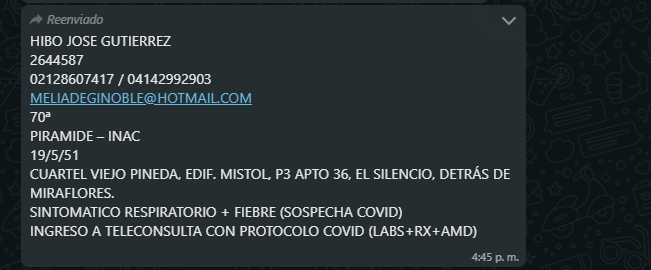 Reenviado
HIBO JOSE GUTIERREZ
2644587
02128607417 / 04142992903
MELIADEGINOBLE@HOTMAIL.COM
70ª
PIRAMIDE – INAC
19/5/51
CUARTEL VIEJO PINEDA, EDIF. MISTOL, P3 APTO 36, EL SILENCIO, DETRÁS DE
MIRAFLORES.
SINTOMATICO RESPIRATORIO + FIEBRE (SOSPECHA COVID)
INGRESO A TELECONSULTA CON PROTOCOLO COVID (LABS+RX+AMD)
4:45 p. m.